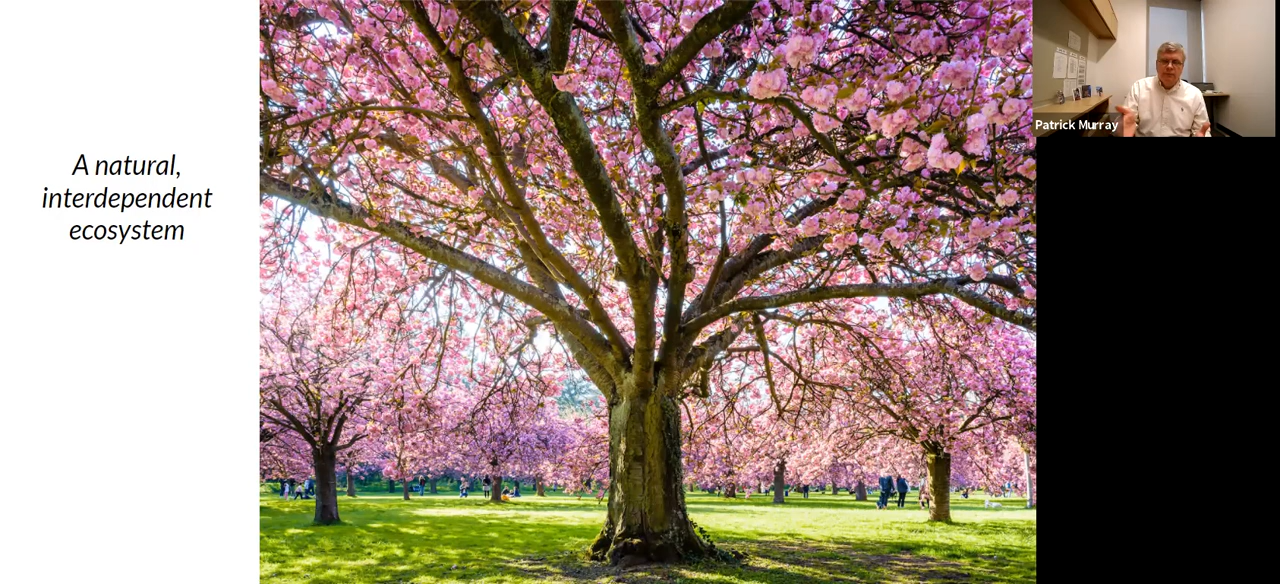 A natural,
interdependent
ecosystem
Patrick Murray